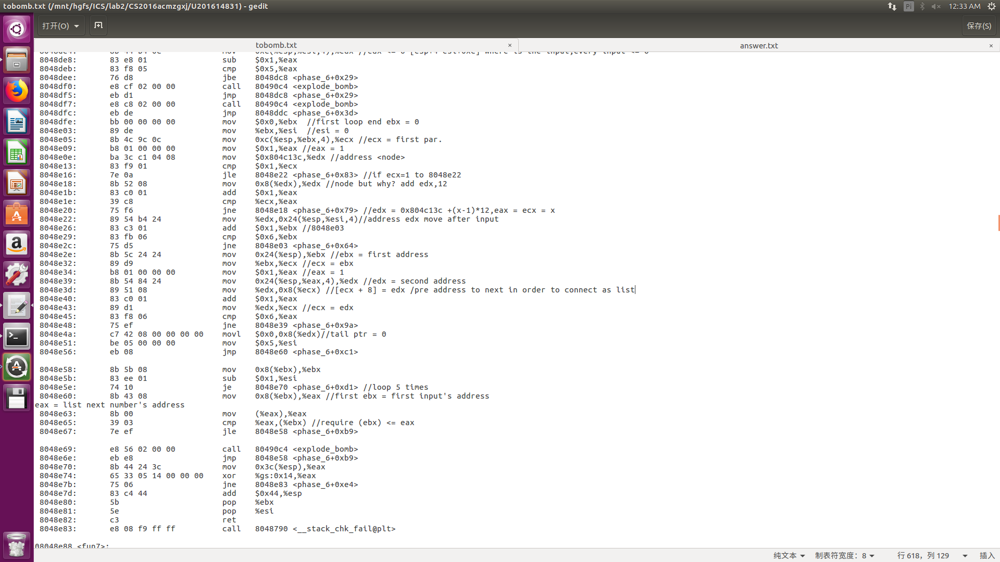 tobomb.txt (/mnt/hgfs/ICS/lab2/CS2016acmzgxj/U201614831) - gedit
Pi
12:33 AM
打开(O)
保存(S)
tobomb.txt ×
answer.txt ×
8048de8: 83 e8 01 sub $0x1,%eax
8048deb: 83 f8 05 cmp $0x5,%eax
8048dee: 76 d8 jbe 8048dc8 <phase_6+0x29>
8048df0: e8 cf 02 00 00 call 80490c4 <explode_bomb>
8048df5: eb d1 jmp 8048dc8 <phase_6+0x29>
8048df7: e8 c8 02 00 00 call 80490c4 <explode_bomb>
8048dfc: eb de jmp 8048ddc <phase_6+0x3d>
8048dfe: bb 00 00 00 00 mov $0x0,%ebx //first loop end ebx = 0
8048e03: 89 de mov %ebx,%esi //esi = 0
8048e05: 8b 4c 9c 0c mov 0xc(%esp,%ebx,4),%ecx //ecx = first par.
8048e09: b8 01 00 00 00 mov $0x1,%eax //eax = 1
8048e0e: ba 3c c1 04 08 mov $0x804c13c,%edx //address <node>
8048e13: 83 f9 01 cmp $0x1,%ecx
8048e16: 7e 0a jle 8048e22 <phase_6+0x83> //if ecx=1 to 8048e22
8048e18: 8b 52 08 mov 0x8(%edx),%edx //node but why? add edx,12
8048e1b: 83 c0 01 add $0x1,%eax
8048e1e: 39 c8 cmp %ecx,%eax
8048e20: 75 f6 jne 8048e18 <phase_6+0x79> //edx = 0x804c13c +(x-1)*12,eax = ecx = x
8048e22: 89 54 b4 24 mov %edx,0x24(%esp,%esi,4)//address edx move after input
8048e26: 83 c3 01 add $0x1,%ebx //8048e03
8048e29: 83 fb 06 cmp $0x6,%ebx
8048e2c: 75 d5 jne 8048e03 <phase_6+0x64>
8048e2e: 8b 5c 24 24 mov 0x24(%esp),%ebx //ebx = first address
8048e32: 89 d9 mov %ebx,%ecx //ecx = ebx
8048e34: b8 01 00 00 00 mov $0x1,%eax //eax = 1
8048e39: 8b 54 84 24 mov 0x24(%esp,%eax,4),%edx //edx = second address
8048e3d: 89 51 08 mov %edx,0x8(%ecx) //[ecx + 8] = edx /pre address to next in order to connect as list
8048e40: 83 c0 01 add $0x1,%eax
8048e43: 89 d1 mov %edx,%ecx //ecx = edx
8048e45: 83 f8 06 cmp $0x6,%eax
8048e48: 75 ef jne 8048e39 <phase_6+0x9a>
8048e4a: c7 42 08 00 00 00 00 movl $0x0,0x8(%edx)//tail ptr = 0
8048e51: be 05 00 00 00 mov $0x5,%esi
8048e56: eb 08 jmp 8048e60 <phase_6+0xc1>
8048e58: 8b 5b 08 mov 0x8(%ebx),%ebx
8048e5b: 83 ee 01 sub $0x1,%esi
8048e5e: 74 10 je 8048e70 <phase_6+0xd1> //loop 5 times
8048e60: 8b 43 08 mov 0x8(%ebx),%eax //first ebx = first input's address
eax = list next number's address
8048e63: 8b 00 mov (%eax),%eax
8048e65: 39 03 cmp %eax,(%ebx) //require (ebx) <= eax
8048e67: 7e ef jle 8048e58 <phase_6+0xb9>
8048e69: e8 56 02 00 00 call 80490c4 <explode_bomb>
8048e6e: eb e8 jmp 8048e58 <phase_6+0xb9>
8048e70: 8b 44 24 3c mov 0x3c(%esp),%eax
8048e74: 65 33 05 14 00 00 00 xor %gs:0x14,%eax
8048e7b: 75 06 jne 8048e83 <phase_6+0xe4>
8048e7d: 83 c4 44 add $0x44,%esp
8048e80: 5b pop %ebx
8048e81: 5e pop %esi
8048e82: c3 ret
8048e83: e8 08 f9 ff ff call 8048790 <__stack_chk_fail@plt>
08048e88 <fun7>:
纯文本 制表符宽度：8 行 618，列 129 插入